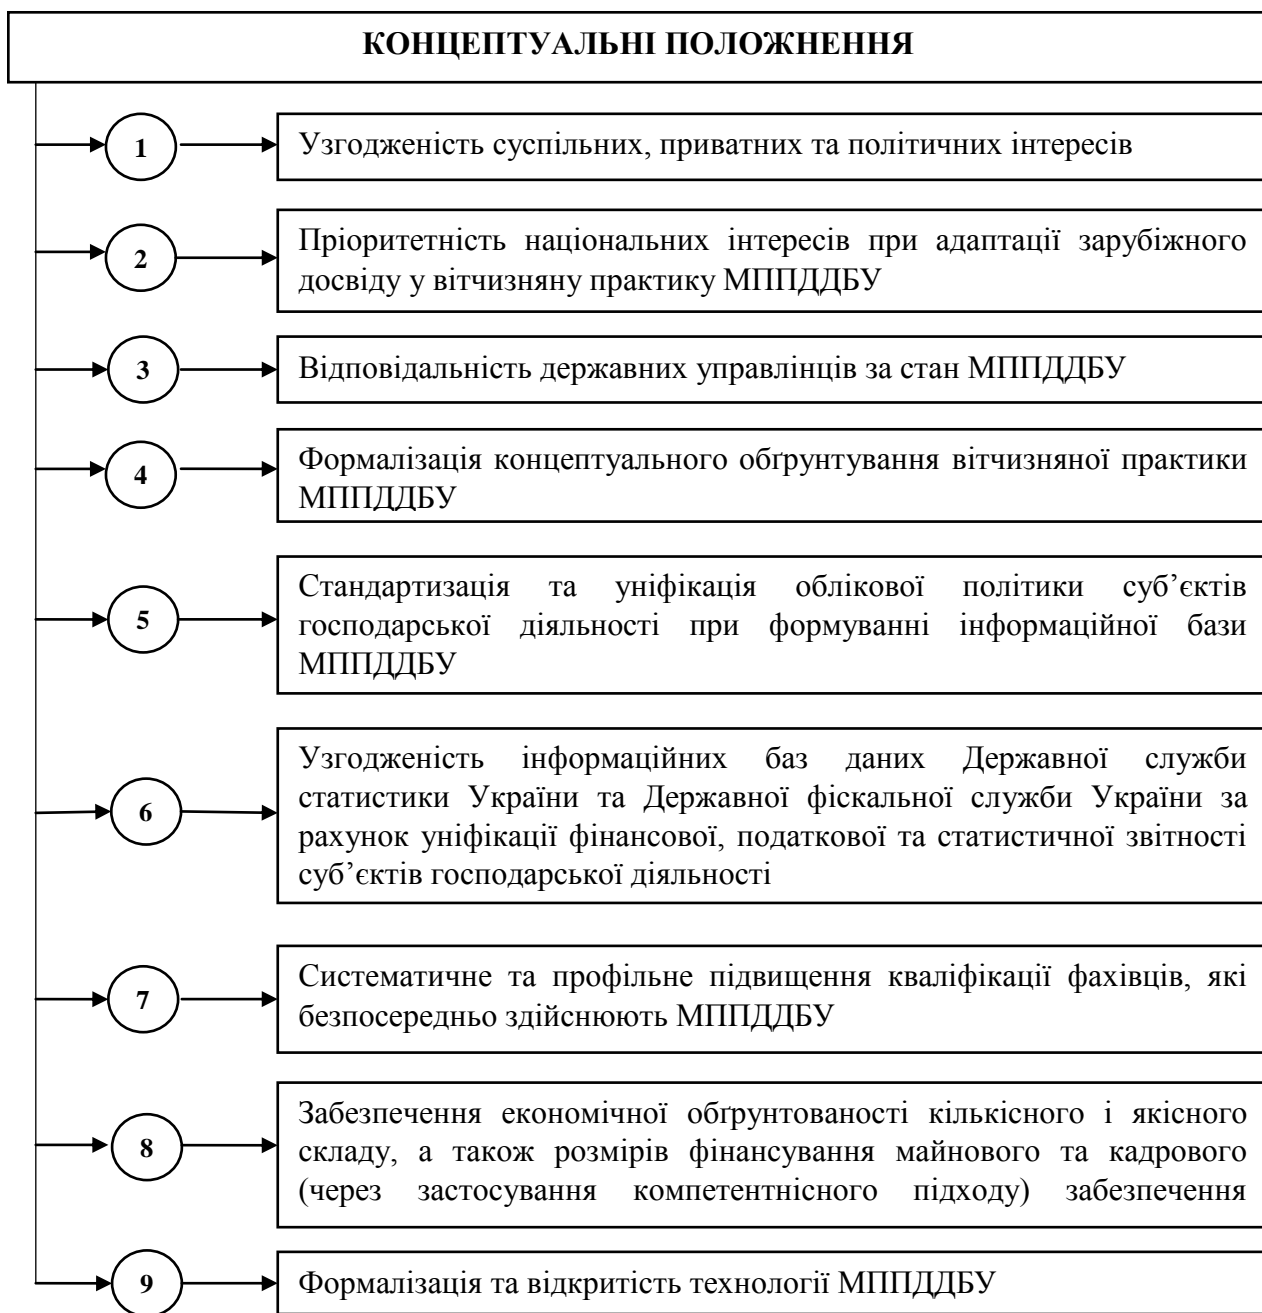 КОНЦЕПТУАЛЬНІ ПОЛОЖНЕННЯ
1
Узгодженість суспільних, приватних та політичних інтересів
2
Пріоритетність національних інтересів при адаптації зарубіжного
досвіду у вітчизняну практику МППДДБУ
3
Відповідальність державних управлінців за стан МППДДБУ
4
Формалізація концептуального обґрунтування вітчизняної практики
МППДДБУ
5
Стандартизація та уніфікація облікової політики суб’єктів
господарської діяльності при формуванні інформаційної бази
МППДДБУ
6
Узгодженість інформаційних баз даних Державної служби
статистики України та Державної фіскальної служби України за
рахунок уніфікації фінансової, податкової та статистичної звітності
суб’єктів господарської діяльності
7
Систематичне та профільне підвищення кваліфікації фахівців, які
безпосередньо здійснюють МППДДБУ
8
Забезпечення економічної обґрунтованості кількісного і якісного
складу, а також розмірів фінансування майнового та кадрового
(через застосування компетентнісного підходу) забезпечення
9
Формалізація та відкритість технології МППДДБУ